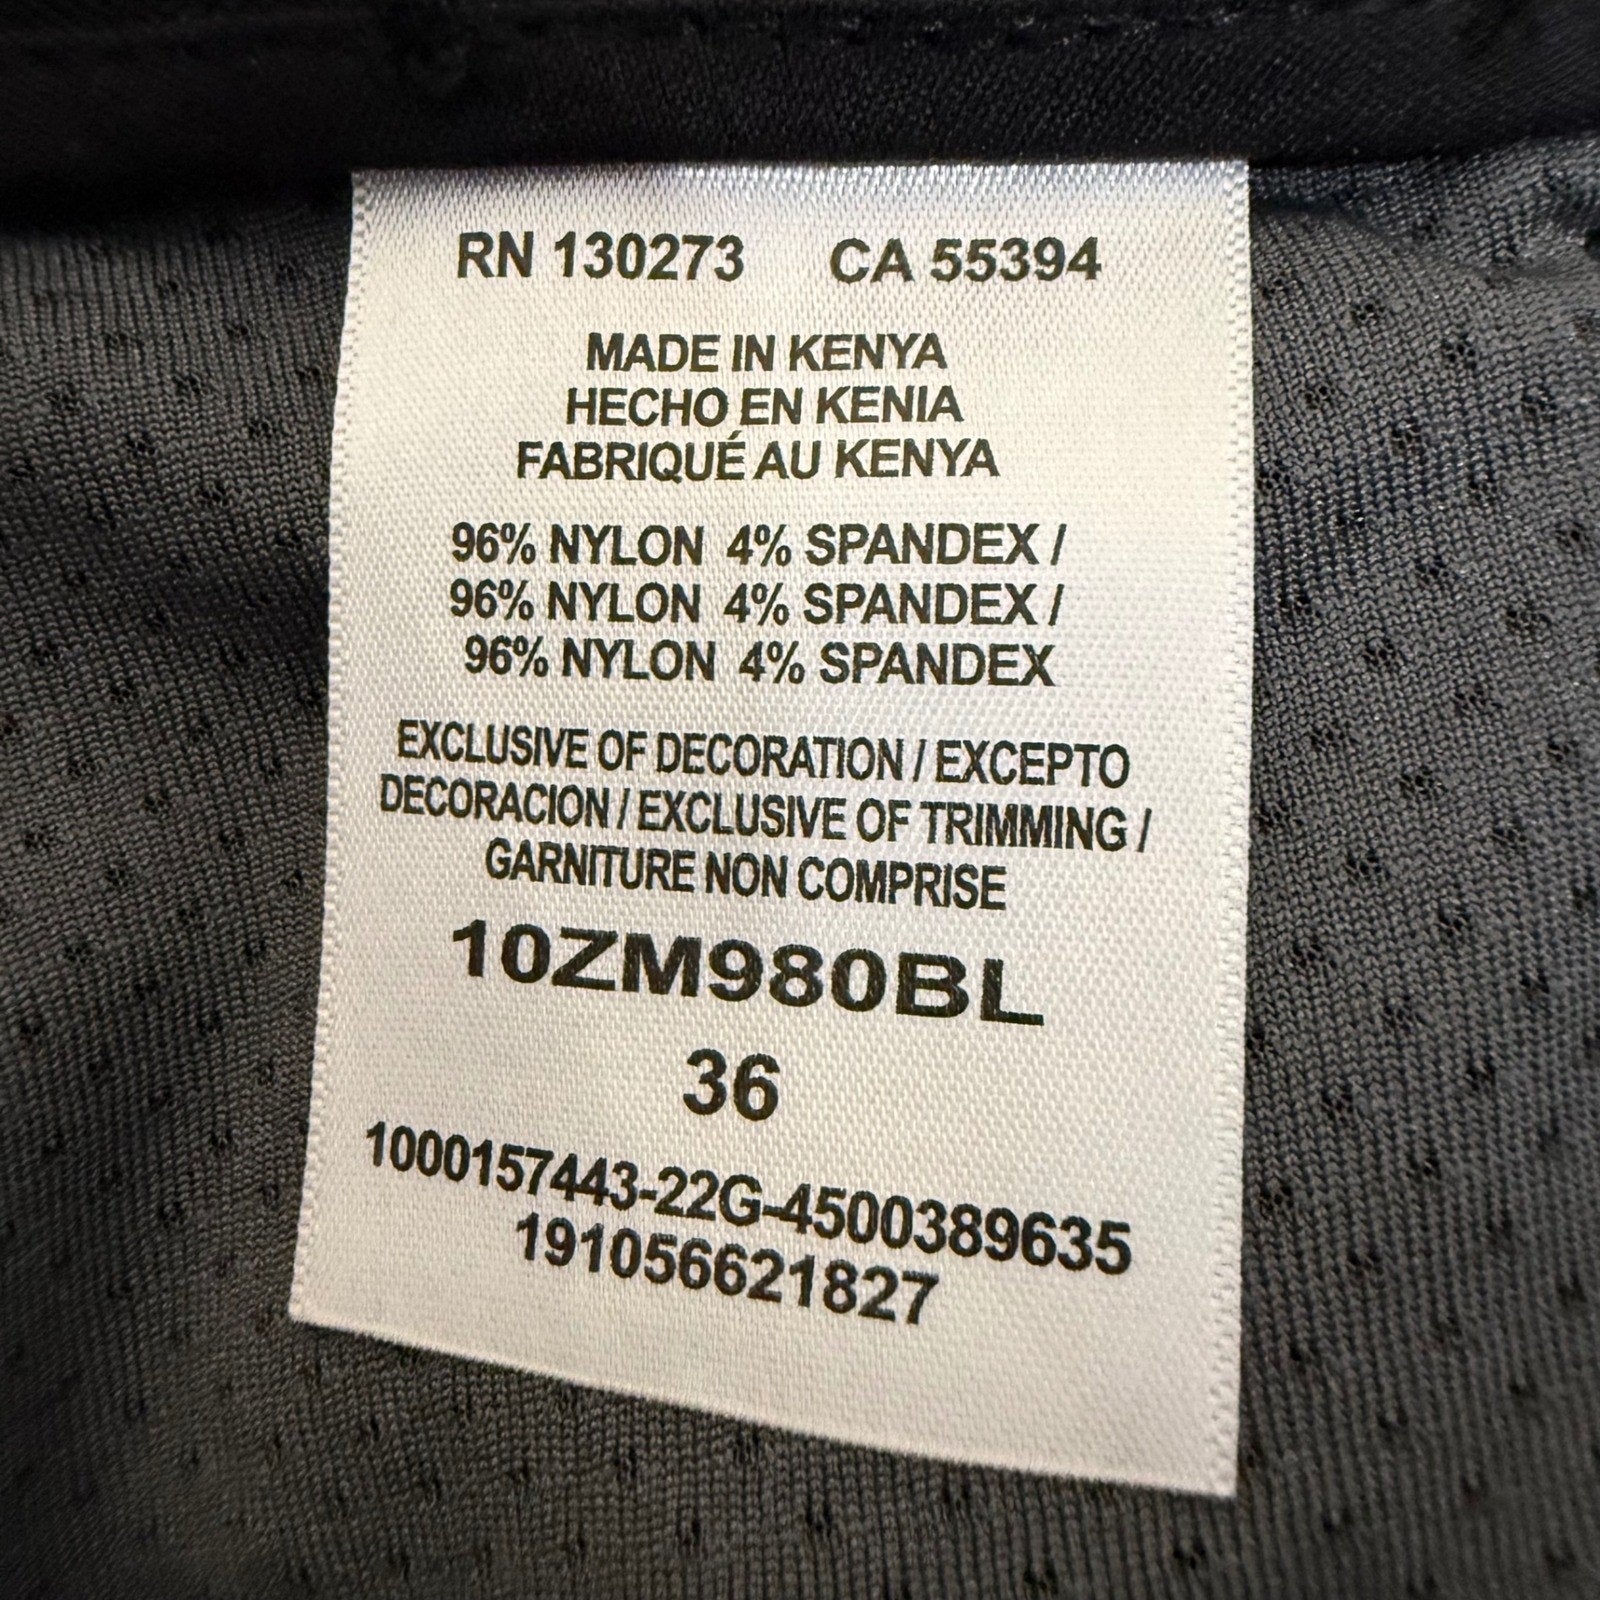 RN 130273 CA 55394
MADE IN KENYA
HECHO EN KENIA
FABRIQUÉ AU KENYA
96% NYLON 4% SPANDEX /
96% NYLON 4% SPANDEX /
96% NYLON 4% SPANDEX
EXCLUSIVE OF DECORATION / EXCEPTO
DECORACION / EXCLUSIVE OF TRIMMING /
GARNITURE NON COMPRISE
10ZM980BL
36
1000157443-22G-4500389635
191056621827